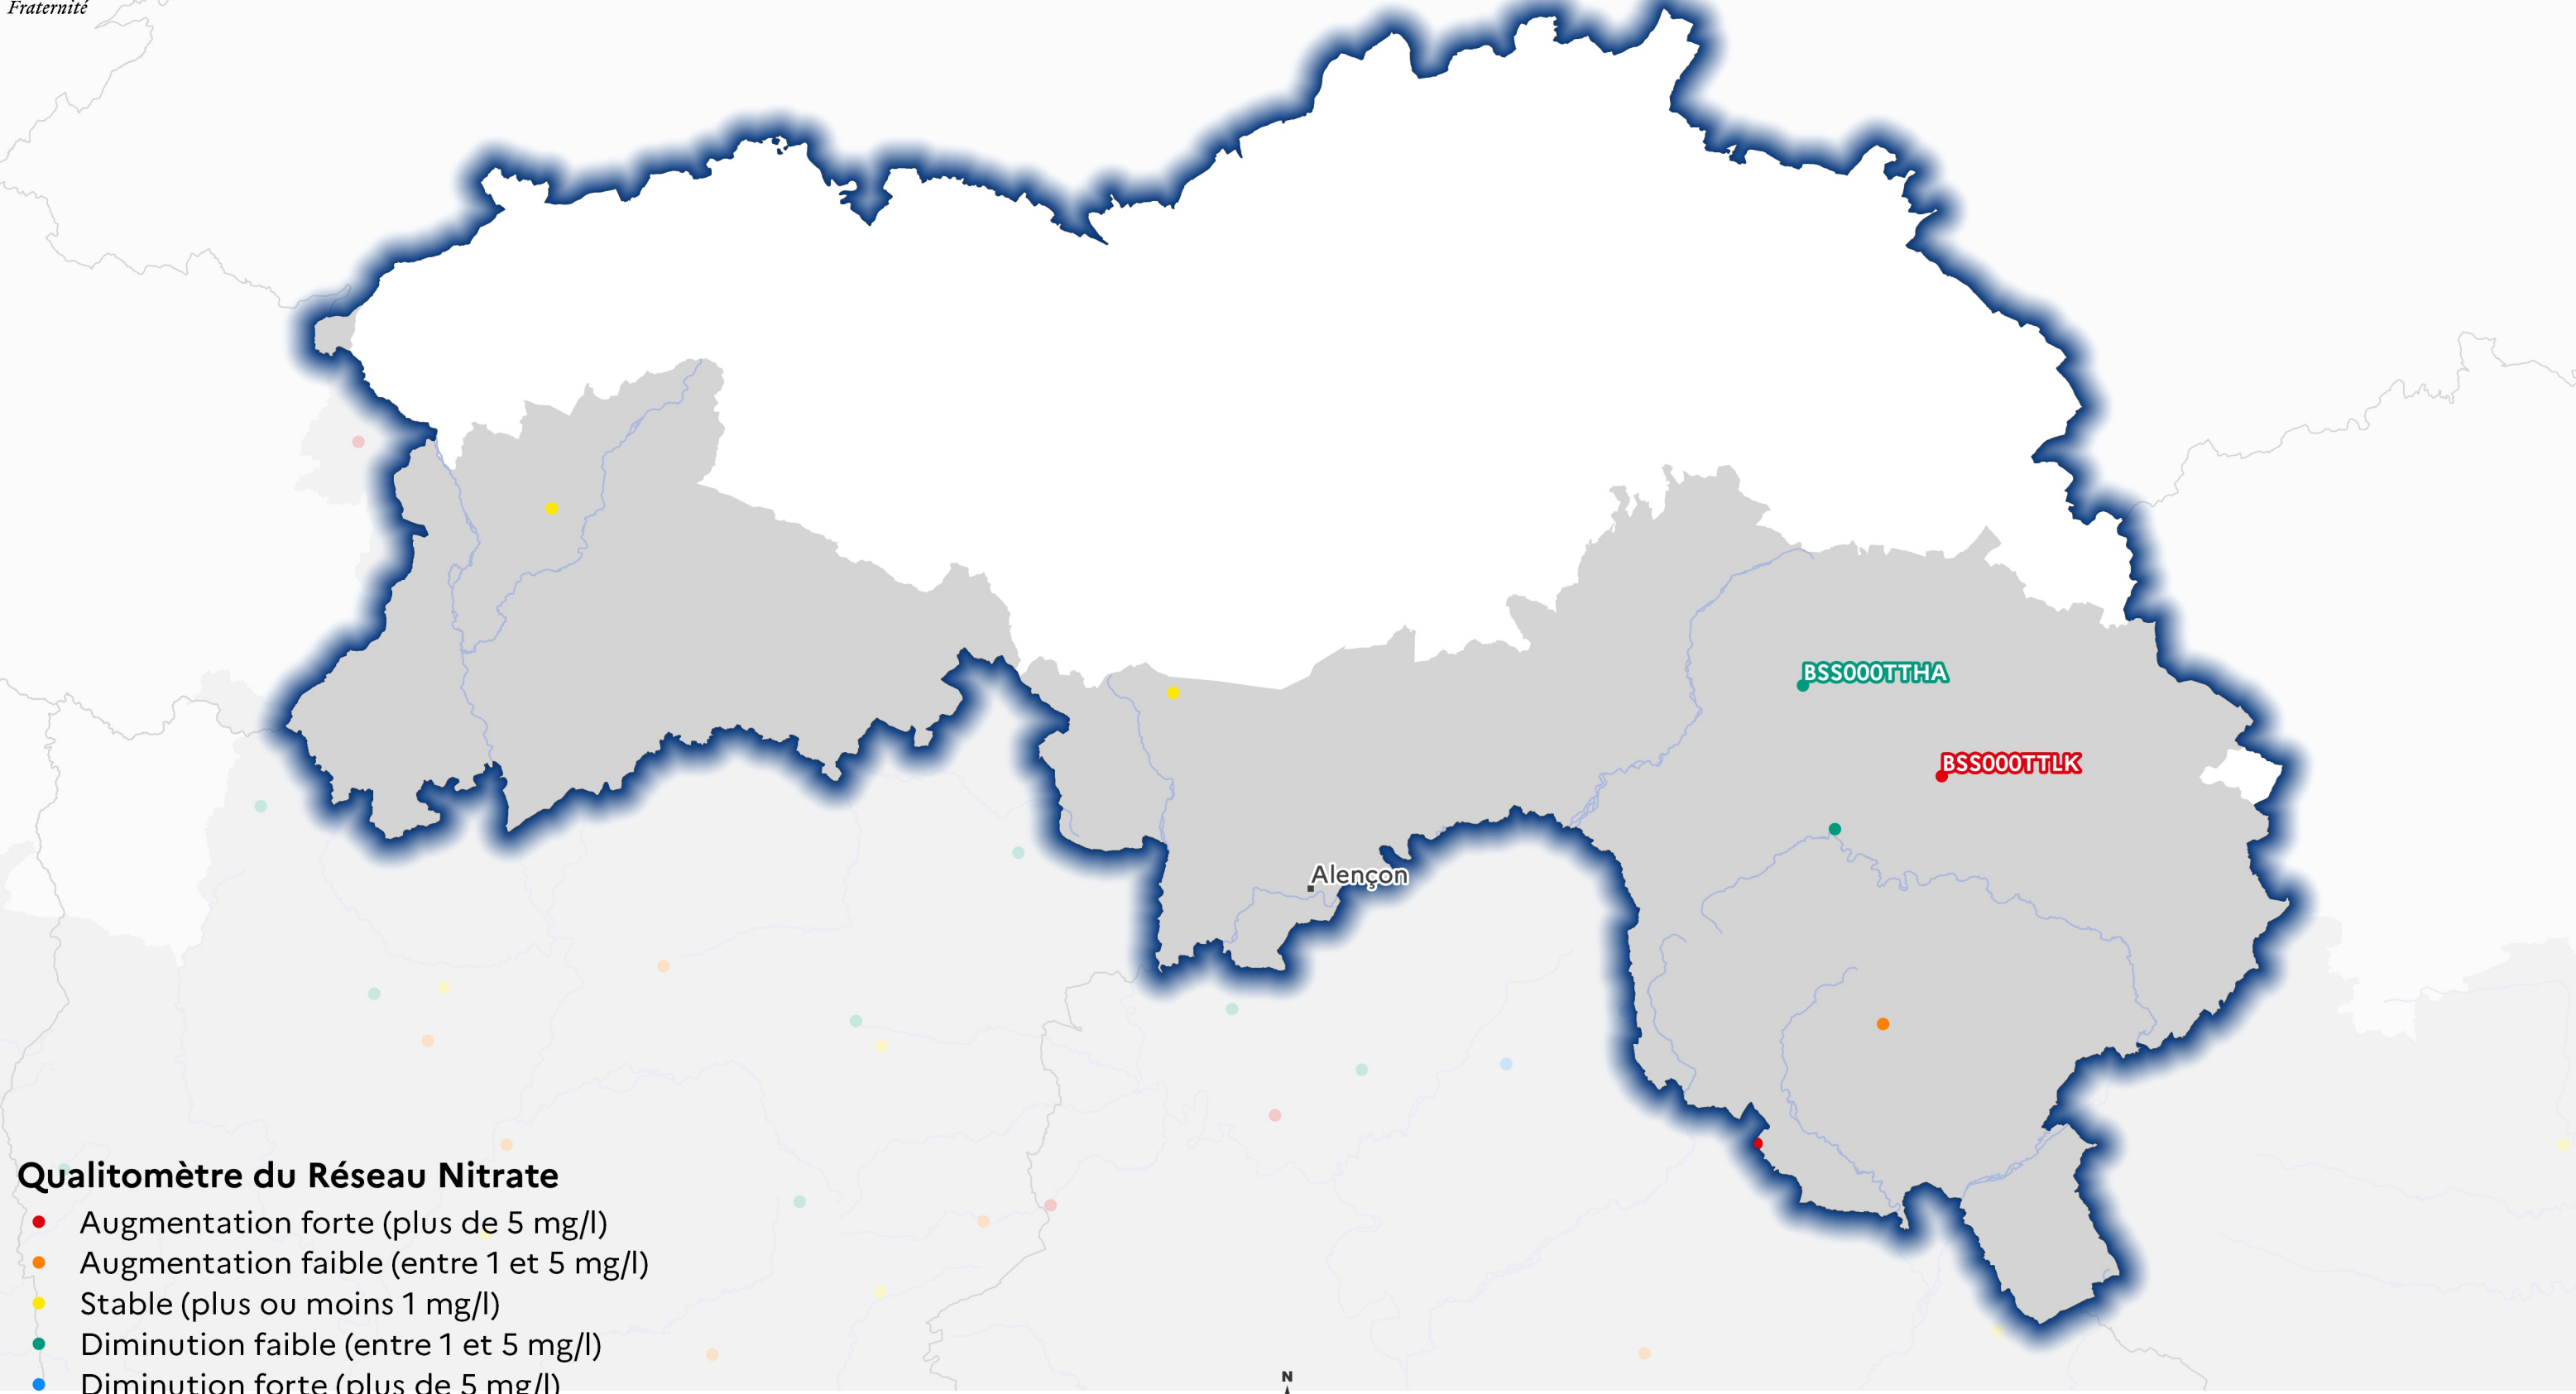 Fraternité
BSS000TTHA
BSS000TTLK
Alençon
Qualitomètre du Réseau Nitrate
Augmentation forte (plus de 5 mg/l)
Augmentation faible (entre 1 et 5 mg/l)
Stable (plus ou moins 1 mg/l)
Diminution faible (entre 1 et 5 mg/l)
Diminution forte (plus de 5 mg/l)
N